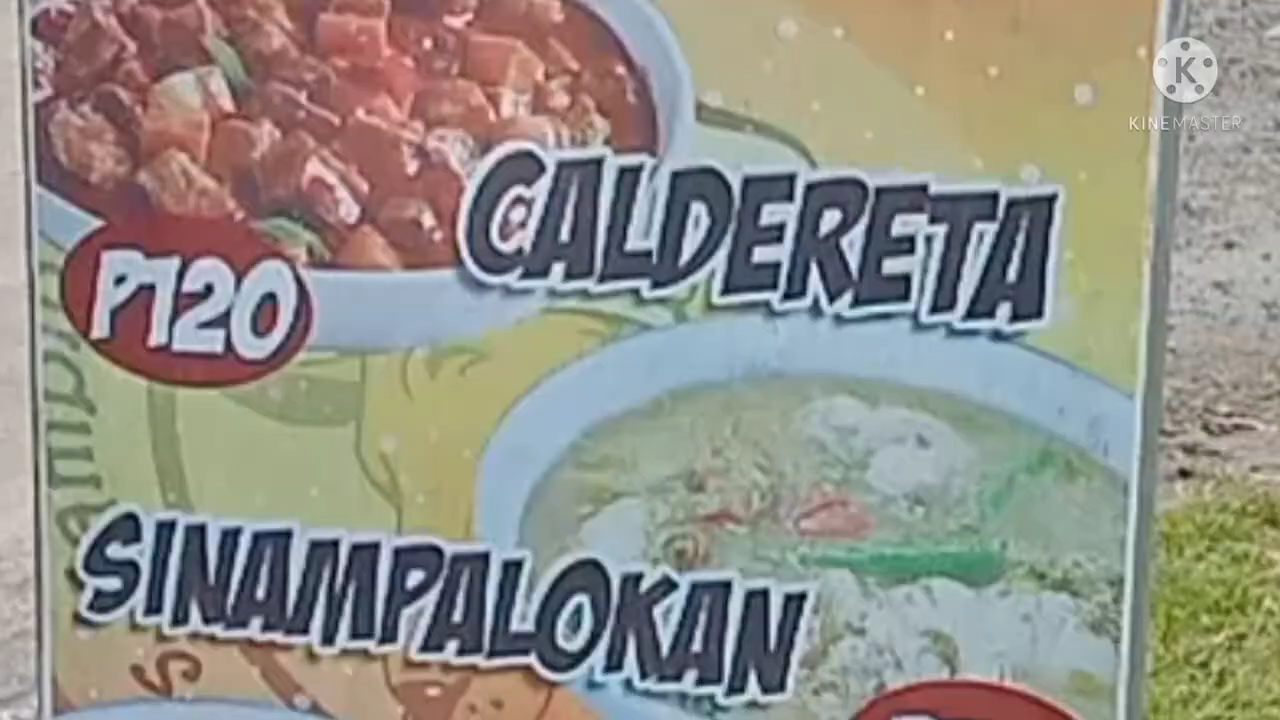 K
KINEMASTER
CALDERETA
P120
SINAMPALOKAN